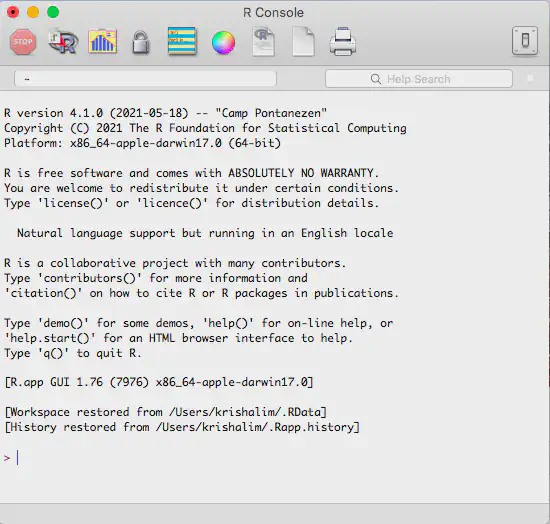 R Console
STOP
~
Help Search
R version 4.1.0 (2021-05-18) -- "Camp Pontanezen"
Copyright (C) 2021 The R Foundation for Statistical Computing
Platform: x86_64-apple-darwin17.0 (64-bit)
R is free software and comes with ABSOLUTELY NO WARRANTY.
You are welcome to redistribute it under certain conditions.
Type 'license()' or 'licence()' for distribution details.
Natural language support but running in an English locale
R is a collaborative project with many contributors.
Type 'contributors()' for more information and
'citation()' on how to cite R or R packages in publications.
Type 'demo()' for some demos, 'help()' for on-line help, or
'help.start()' for an HTML browser interface to help.
Type 'q()' to quit R.
[R.app GUI 1.76 (7976) x86_64-apple-darwin17.0]
[Workspace restored from /Users/krishalim/.RData]
[History restored from /Users/krishalim/.Rapp.history]
>